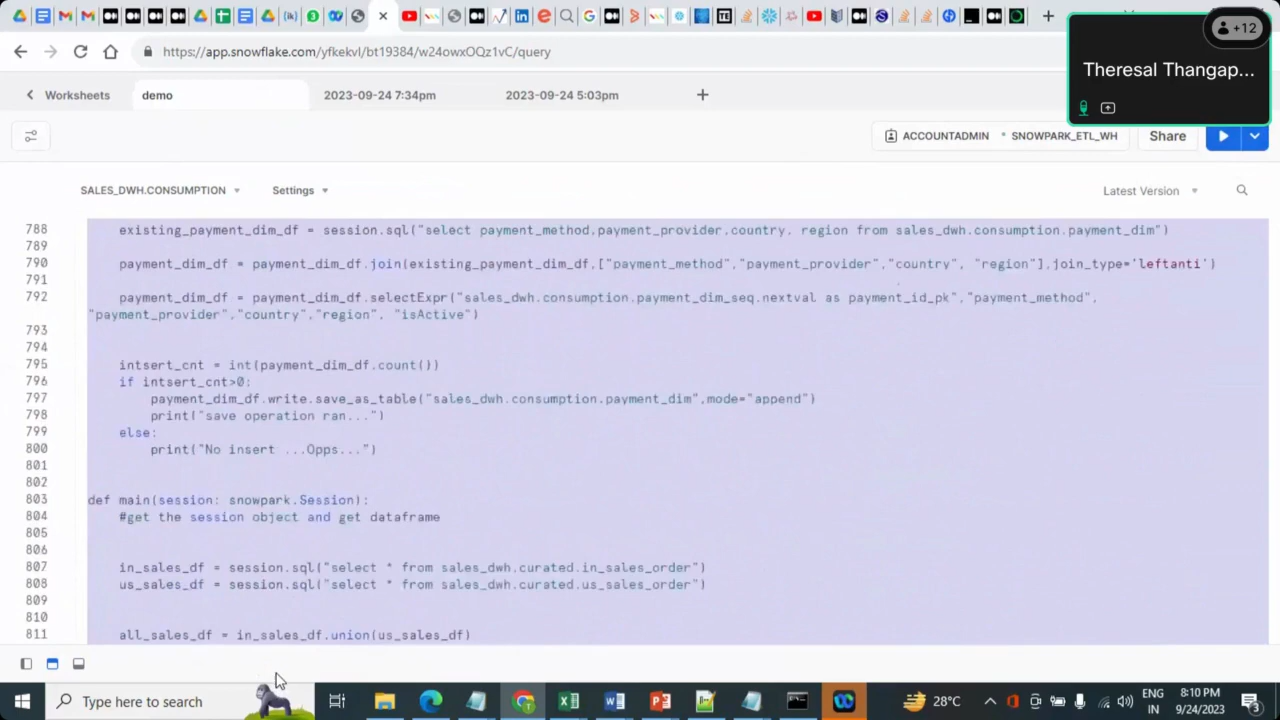 +12
Theresal Thangap...
https://app.snowflake.com/yfkekvl/bt19384/w24owxOQz1vC/query
Worksheets
demo
2023-09-24 7:34pm
2023-09-24 5:03pm
ACCOUNTADMIN
SNOWPARK_ETL_WH
Share
SALES_DWH.CONSUMPTION
Settings
Latest Version
788 existing_payment_dim_df = session.sql("select payment_method,payment_provider,country, region from sales_dwh.consumption.payment_dim")
789
790 payment_dim_df = payment_dim_df.join(existing_payment_dim_df,["payment_method","payment_provider","country", "region"],join_type='leftanti')
791
792 payment_dim_df = payment_dim_df.selectExpr("sales_dwh.consumption.payment_dim_seq.nextval as payment_id_pk","payment_method",
"payment_provider","country","region", "isActive")
793
794
795 intsert_cnt = int(payment_dim_df.count())
796 if intsert_cnt>0:
797 payment_dim_df.write.save_as_table("sales_dwh.consumption.payment_dim",mode="append")
798 print("save operation ran...")
799 else:
800 print("No insert ...Opps...")
801
802
803 def main(session: snowpark.Session):
804 #get the session object and get dataframe
805
806
807 in_sales_df = session.sql("select * from sales_dwh.curated.in_sales_order")
808 us_sales_df = session.sql("select * from sales_dwh.curated.us_sales_order")
809
810
811 all_sales_df = in_sales_df.union(us_sales_df)
Type here to search
28°C
ENG
IN
8:10 PM
9/24/2023
3